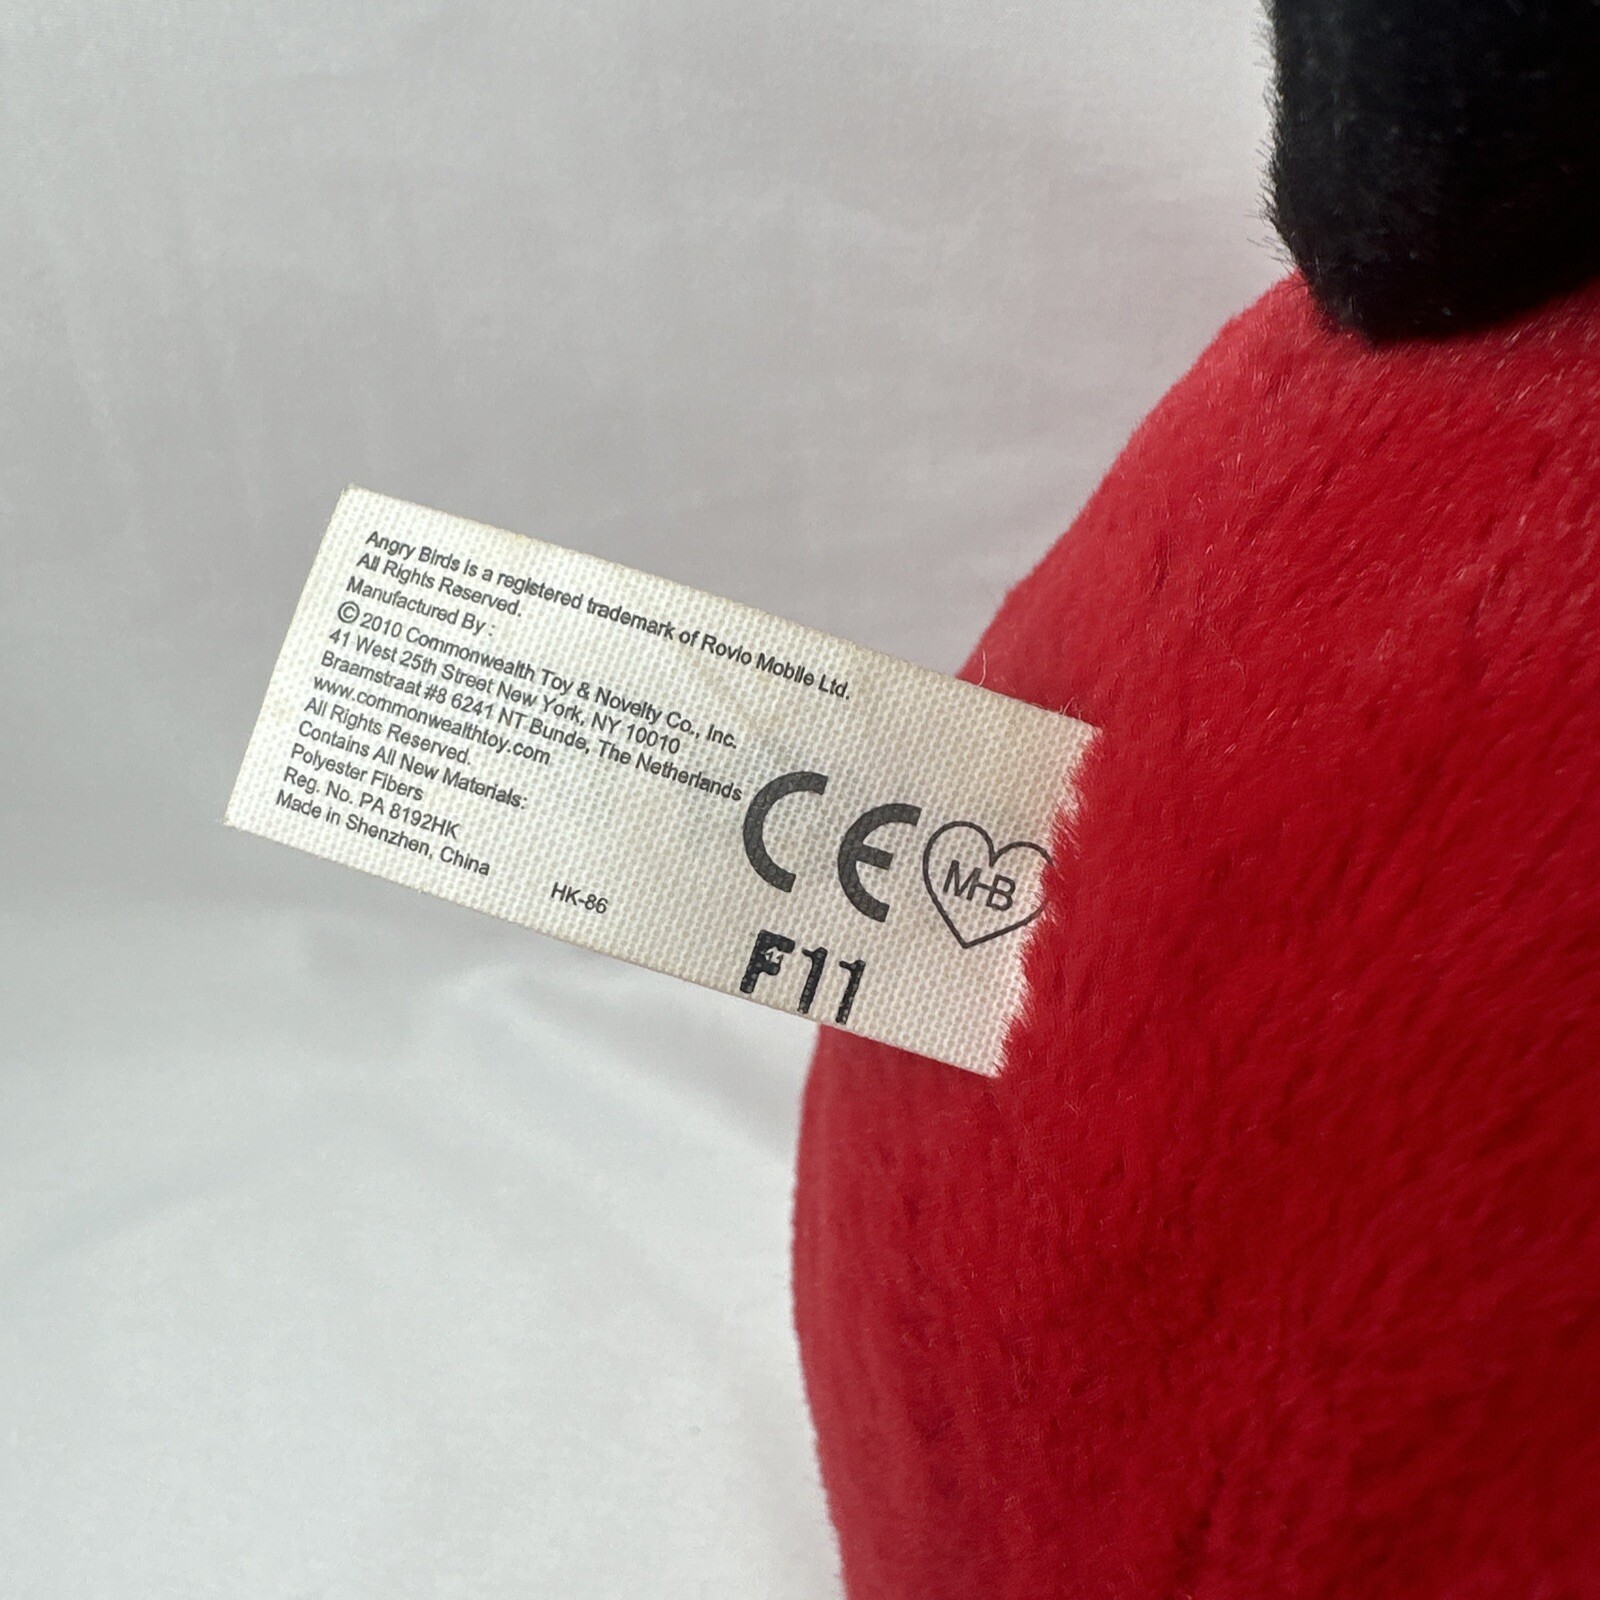 Angry Birds is a registered trademark of Rovio Mobile Ltd.
All Rights Reserved.
Manufactured By :
© 2010 Commonwealth Toy & Novelty Co., Inc.
41 West 25th Street New York, NY 10010
Braemstraat #8 6241 NT Bunde, The Netherlands
www.commonwealthtoy.com
All Rights Reserved.
Contains All New Materials:
Polyester Fibers
Reg. No. PA 8192HK
Made in Shenzhen, China
HK-86
CE
MHB
F11